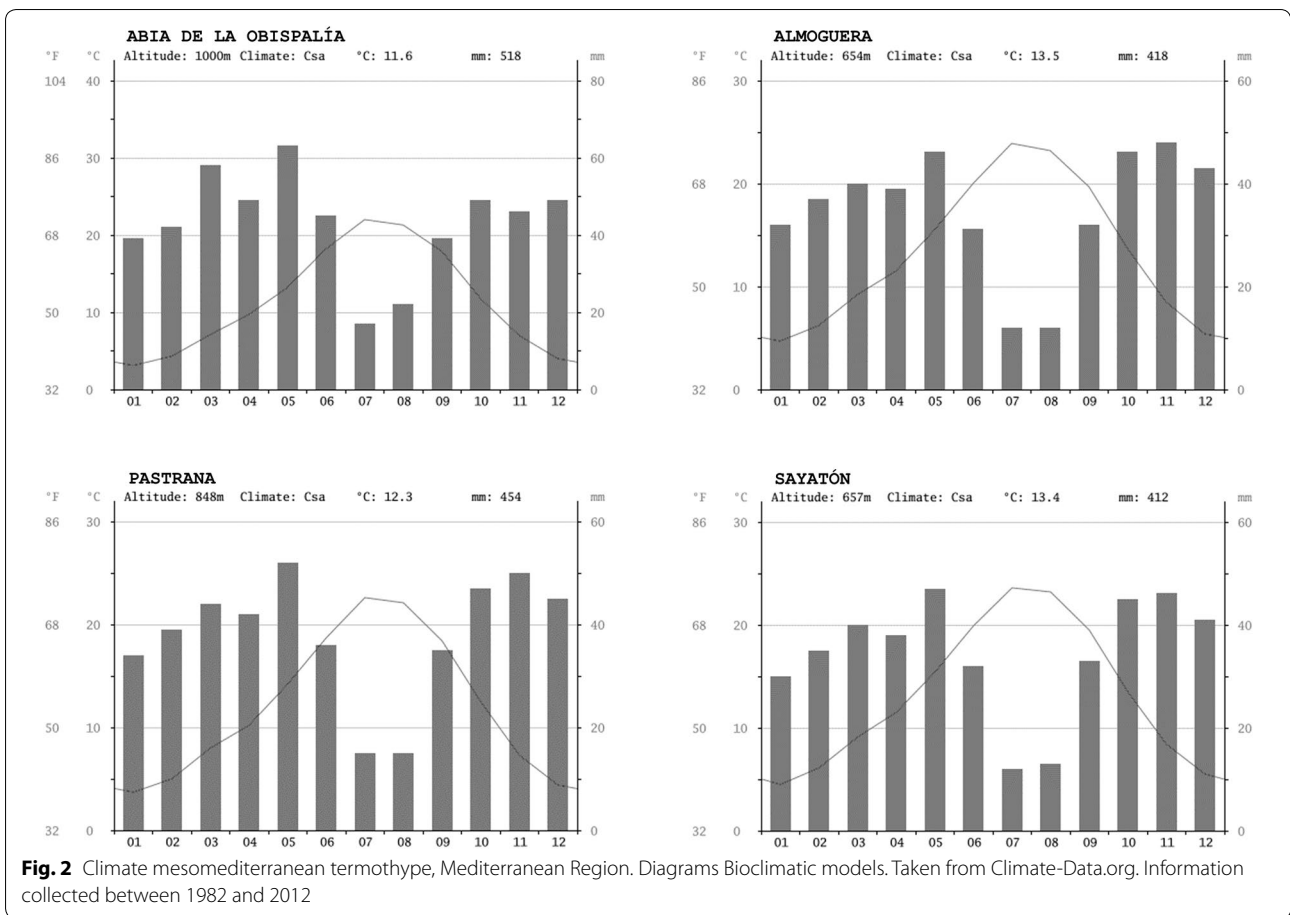 ABIA DE LA OBISPALÍA
°F °C Altitude: 1000m Climate: Csa °C: 11.6 mm: 518 mm
104 40 80
86 30 60
68 20 40
50 10 20
32 0 0
01 02 03 04 05 06 07 08 09 10 11 12
ALMOGUERA
°F °C Altitude: 654m Climate: Csa °C: 13.5 mm: 418 mm
86 30 60
68 20 40
50 10 20
32 0 0
01 02 03 04 05 06 07 08 09 10 11 12
PASTRANA
°F °C Altitude: 848m Climate: Csa °C: 12.3 mm: 454 mm
86 30 60
68 20 40
50 10 20
32 0 0
01 02 03 04 05 06 07 08 09 10 11 12
SAYATÓN
°F °C Altitude: 657m Climate: Csa °C: 13.4 mm: 412 mm
86 30 60
68 20 40
50 10 20
32 0 0
01 02 03 04 05 06 07 08 09 10 11 12
Fig. 2 Climate mesomediterranean termothype, Mediterranean Region. Diagrams Bioclimatic models. Taken from Climate-Data.org. Information
collected between 1982 and 2012